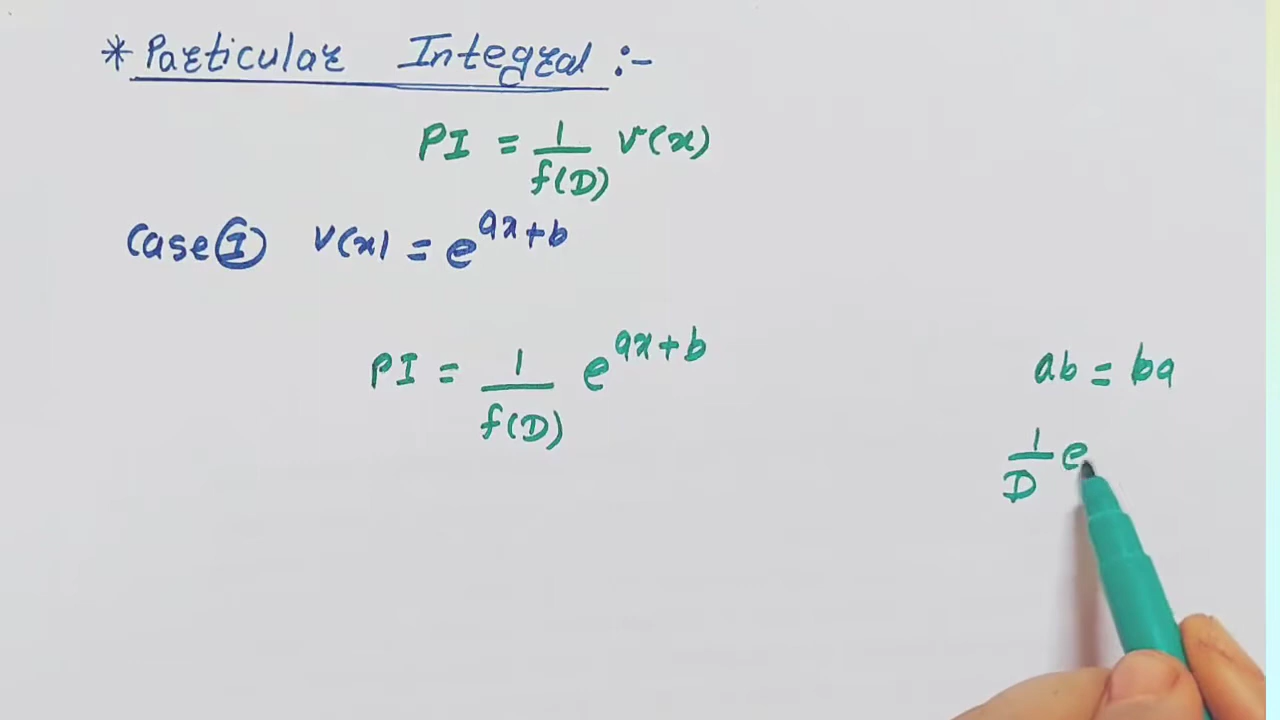 * Particular Integral :-
PI = 1/f(D) V(x)
Case (I) V(x) = e^(ax+b)
PI = 1/f(D) e^(ax+b)
ab = ba
1/D e